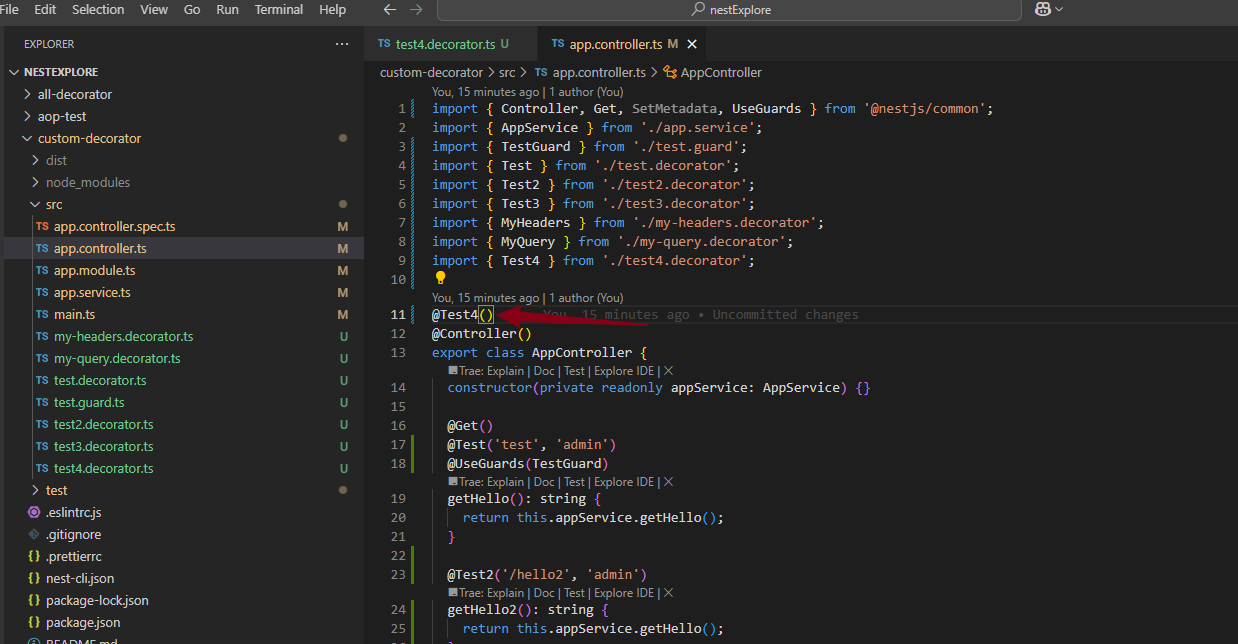 File Edit Selection View Go Run Terminal Help nestExplore
EXPLORER
NESTEXPLORE
all-decorator
aop-test
custom-decorator
dist
node_modules
src
TS app.controller.spec.ts M
TS app.controller.ts M
TS app.module.ts M
TS app.service.ts M
TS main.ts M
TS my-headers.decorator.ts U
TS my-query.decorator.ts U
TS test.decorator.ts U
TS test.guard.ts U
TS test2.decorator.ts U
TS test3.decorator.ts U
TS test4.decorator.ts U
test
.eslintrc.js
.gitignore
{} .prettierrc
{} nest-cli.json
{} package-lock.json
{} package.json
README.md
TS test4.decorator.ts U TS app.controller.ts M
custom-decorator > src > TS app.controller.ts > AppController
You, 15 minutes ago | 1 author (You)
1 import { Controller, Get, SetMetadata, UseGuards } from '@nestjs/common';
2 import { AppService } from './app.service';
3 import { TestGuard } from './test.guard';
4 import { Test } from './test.decorator';
5 import { Test2 } from './test2.decorator';
6 import { Test3 } from './test3.decorator';
7 import { MyHeaders } from './my-headers.decorator';
8 import { MyQuery } from './my-query.decorator';
9 import { Test4 } from './test4.decorator';
10
You, 15 minutes ago | 1 author (You)
11 @Test4() You, 15 minutes ago • Uncommitted changes
12 @Controller()
13 export class AppController {
Trae: Explain | Doc | Test | Explore IDE | X
14 constructor(private readonly appService: AppService) {}
15
16 @Get()
17 @Test('test', 'admin')
18 @UseGuards(TestGuard)
Trae: Explain | Doc | Test | Explore IDE | X
19 getHello(): string {
20 return this.appService.getHello();
21 }
22
23 @Test2('/hello2', 'admin')
Trae: Explain | Doc | Test | Explore IDE | X
24 getHello2(): string {
25 return this.appService.getHello();